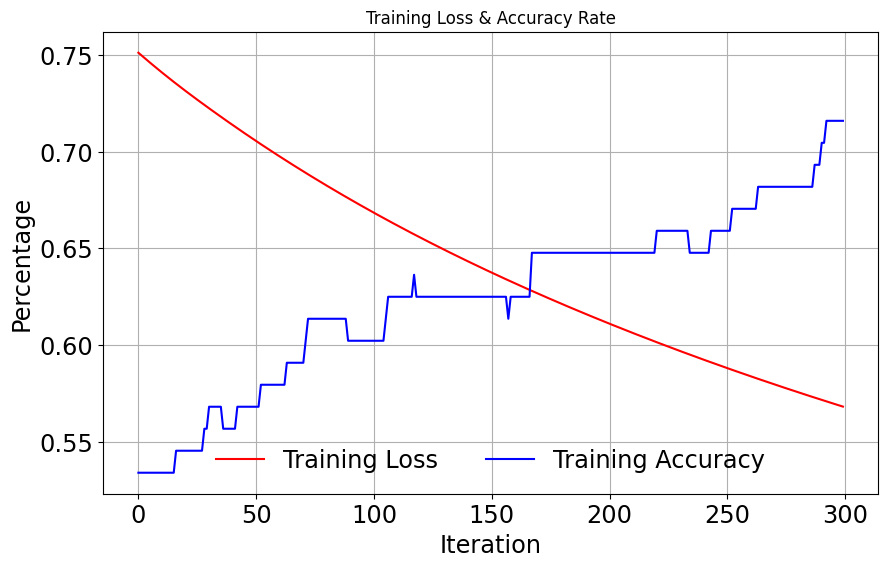 Training Loss & Accuracy Rate
0.75
0.70
0.65
0.60
0.55
Percentage
Training Loss
Training Accuracy
0 50 100 150 200 250 300
Iteration